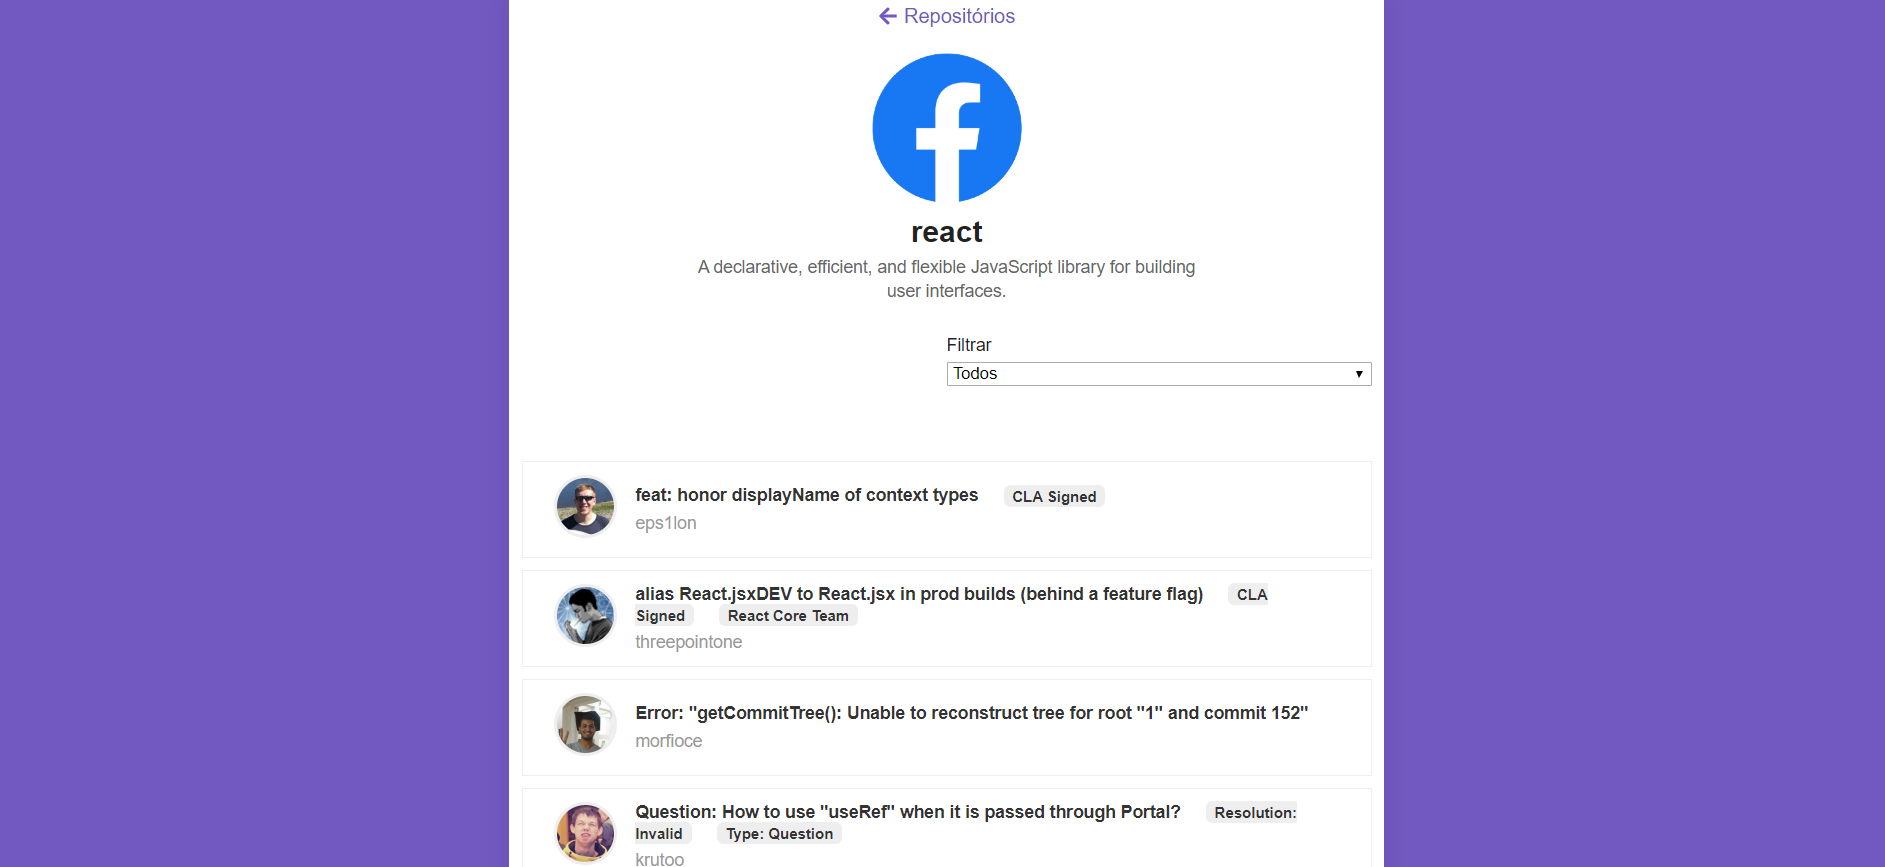 Repositórios
react
A declarative, efficient, and flexible JavaScript library for building
user interfaces.
Filtrar
Todos
feat: honor displayName of context types CLA Signed
eps1lon
alias React.jsxDEV to React.jsx in prod builds (behind a feature flag) CLA
Signed React Core Team
threepointone
Error: "getCommitTree(): Unable to reconstruct tree for root "1" and commit 152"
morfioce
Question: How to use "useRef" when it is passed through Portal? Resolution:
Invalid Type: Question
krutoo